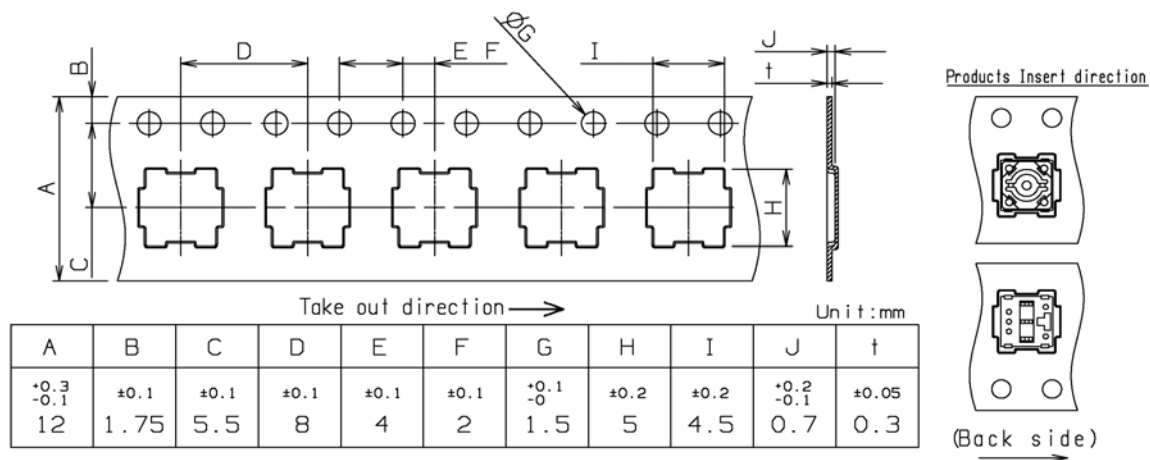 ØG
D
E F
I
J
t
B
A
C
H
Products Insert direction
Take out direction
Unit:mm
A B C D E F G H I J t
+0.3 -0.1 ±0.1 ±0.1 ±0.1 ±0.1 ±0.1 +0.1 -0 ±0.2 ±0.2 +0.2 -0.1 ±0.05
12 1.75 5.5 8 4 2 1.5 5 4.5 0.7 0.3
(Back side)